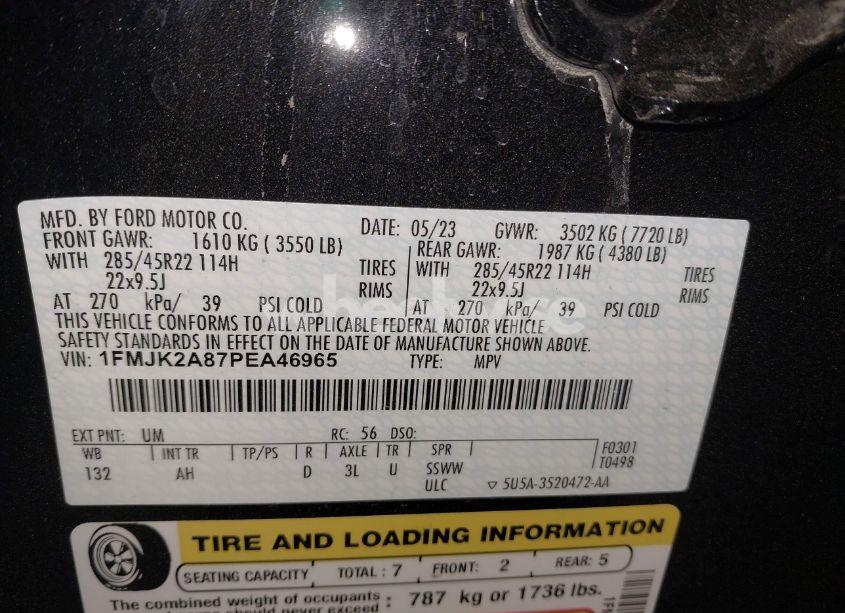 MFD. BY FORD MOTOR CO. DATE: 05/23 GVWR: 3502 KG ( 7720 LB)
FRONT GAWR: 1610 KG ( 3550 LB) REAR GAWR: 1987 KG ( 4380 LB)
WITH 285/45R22 114H TIRES WITH 285/45R22 114H TIRES
22x9.5J RIMS 22x9.5J RIMS
AT 270 kPa/ 39 PSI COLD AT 270 kPa/ 39 PSI COLD
THIS VEHICLE CONFORMS TO ALL APPLICABLE FEDERAL MOTOR VEHICLE
SAFETY STANDARDS IN EFFECT ON THE DATE OF MANUFACTURE SHOWN ABOVE.
VIN: 1FMJK2A87PEA46965 TYPE: MPV
EXT PNT: UM RC: 56 DSO:
WB INT TR TP/PS R AXLE TR SPR F0301
132 AH D 3L U SSWW T0498
ULC ▽ 5U5A-3520472-AA
TIRE AND LOADING INFORMATION
SEATING CAPACITY TOTAL : 7 FRONT: 2 REAR: 5
The combined weight of occupants : 787 kg or 1736 lbs.
should never exceed